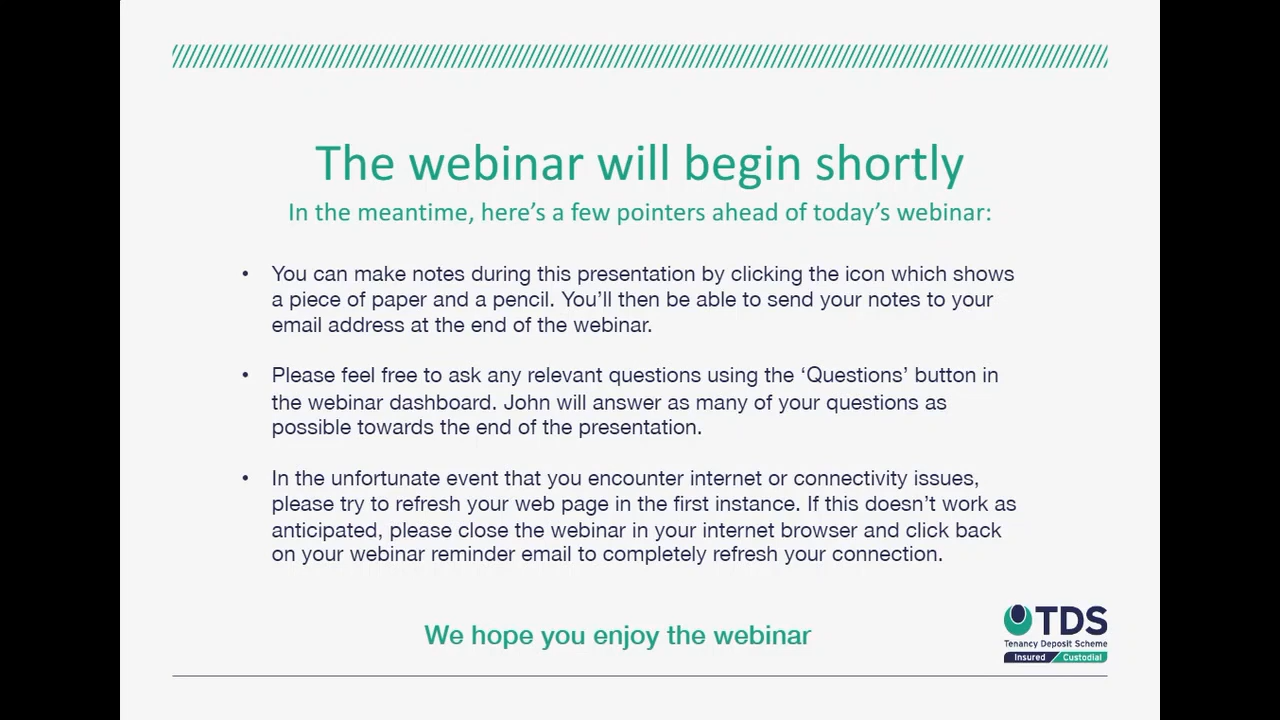 The webinar will begin shortly
In the meantime, here’s a few pointers ahead of today’s webinar:
• You can make notes during this presentation by clicking the icon which shows
a piece of paper and a pencil. You’ll then be able to send your notes to your
email address at the end of the webinar.
• Please feel free to ask any relevant questions using the ‘Questions’ button in
the webinar dashboard. John will answer as many of your questions as
possible towards the end of the presentation.
• In the unfortunate event that you encounter internet or connectivity issues,
please try to refresh your web page in the first instance. If this doesn’t work as
anticipated, please close the webinar in your internet browser and click back
on your webinar reminder email to completely refresh your connection.
We hope you enjoy the webinar
TDS
Tenancy Deposit Scheme
Insured Custodial